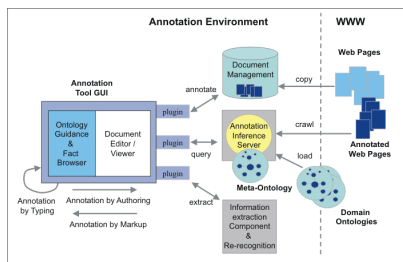 Annotation Environment
WWW
Web Pages
Document
Management
annotate
copy
Annotation
Tool GUI
plugin
Ontology
Guidance
&
Fact
Browser
Document
Editor /
Viewer
plugin
query
Annotation
Inference
Server
crawl
Annotated
Web Pages
load
plugin
Meta-Ontology
Annotation
by Typing
Annotation by Authoring
Annotation by Markup
extract
Information
extraction
Component
&
Re-recognition
Domain
Ontologies